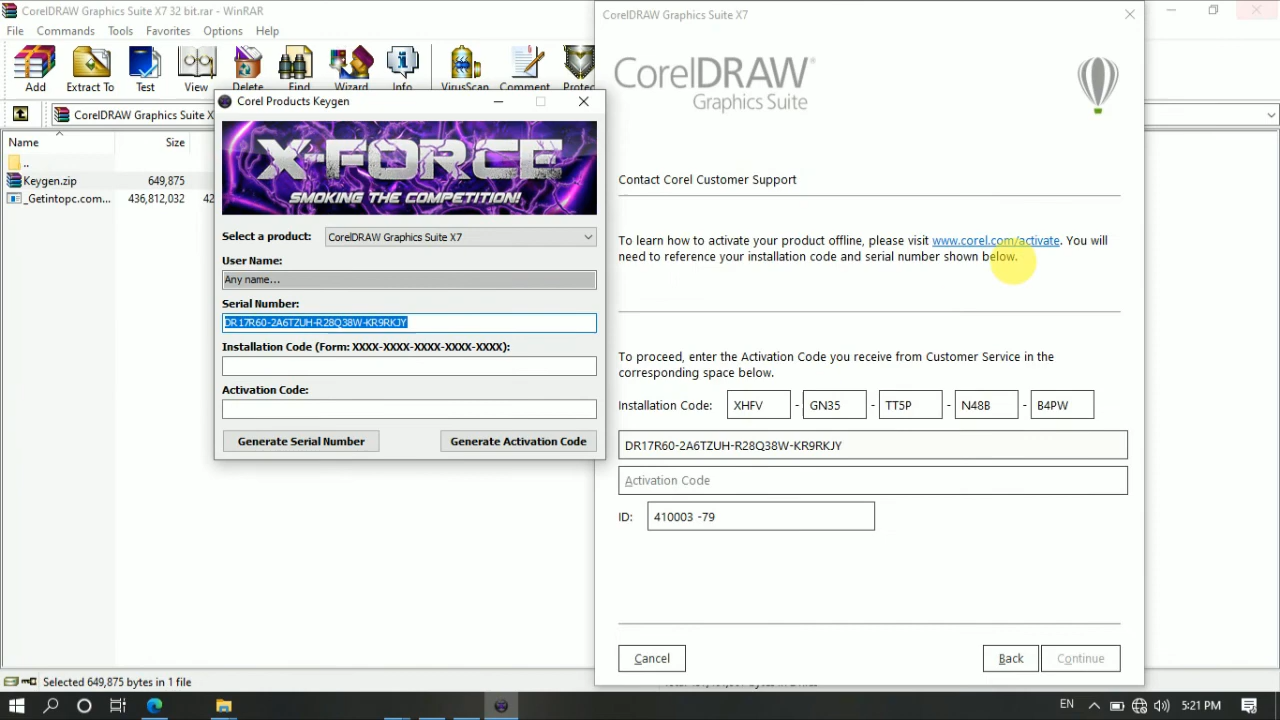 CorelDRAW Graphics Suite X7 32 bit.rar - WinRAR
File Commands Tools Favorites Options Help
Add Extract To Test View Delete Find Wizard Info VirusScan Comment
CorelDRAW Graphics Suite X
Name Size
..
Keygen.zip 649,875
_Getintopc.com... 436,812,032
Corel Products Keygen
X-FORCE
SMOKING THE COMPETITION!
Select a product: CorelDRAW Graphics Suite X7
User Name:
Any name...
Serial Number:
DR17R60-2A6TZUH-R28Q38W-KR9RKJY
Installation Code (Form: XXXX-XXXX-XXXX-XXXX-XXXX):
Activation Code:
Generate Serial Number Generate Activation Code
CorelDRAW Graphics Suite X7
CorelDRAW®
Graphics Suite
Contact Corel Customer Support
To learn how to activate your product offline, please visit www.corel.com/activate. You will
need to reference your installation code and serial number shown below.
To proceed, enter the Activation Code you receive from Customer Service in the
corresponding space below.
Installation Code: XHFV - GN35 - TT5P - N48B - B4PW
DR17R60-2A6TZUH-R28Q38W-KR9RKJY
Activation Code
ID: 410003 -79
Cancel Back Continue
Selected 649,875 bytes in 1 file
EN 5:21 PM